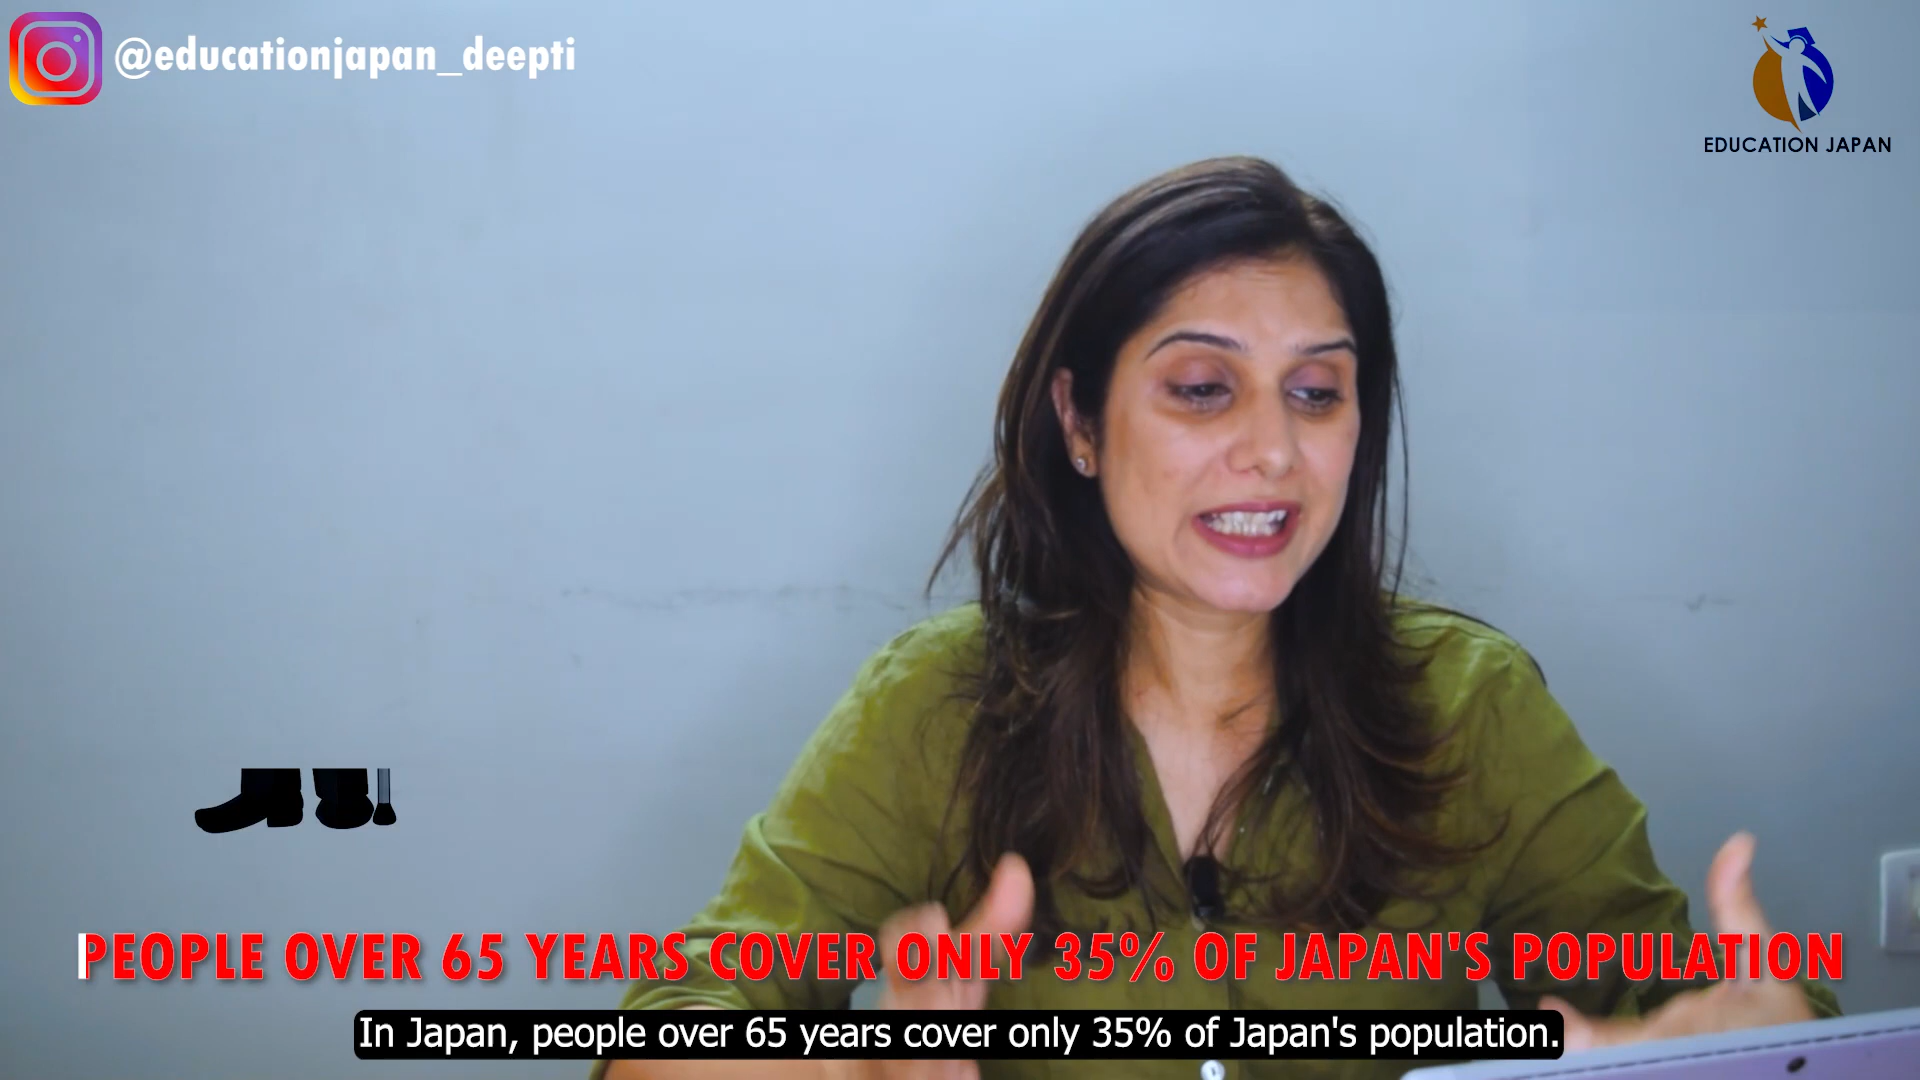 @educationjapan_deepti
EDUCATION JAPAN
PEOPLE OVER 65 YEARS COVER ONLY 35% OF JAPAN'S POPULATION
In Japan, people over 65 years cover only 35% of Japan's population.